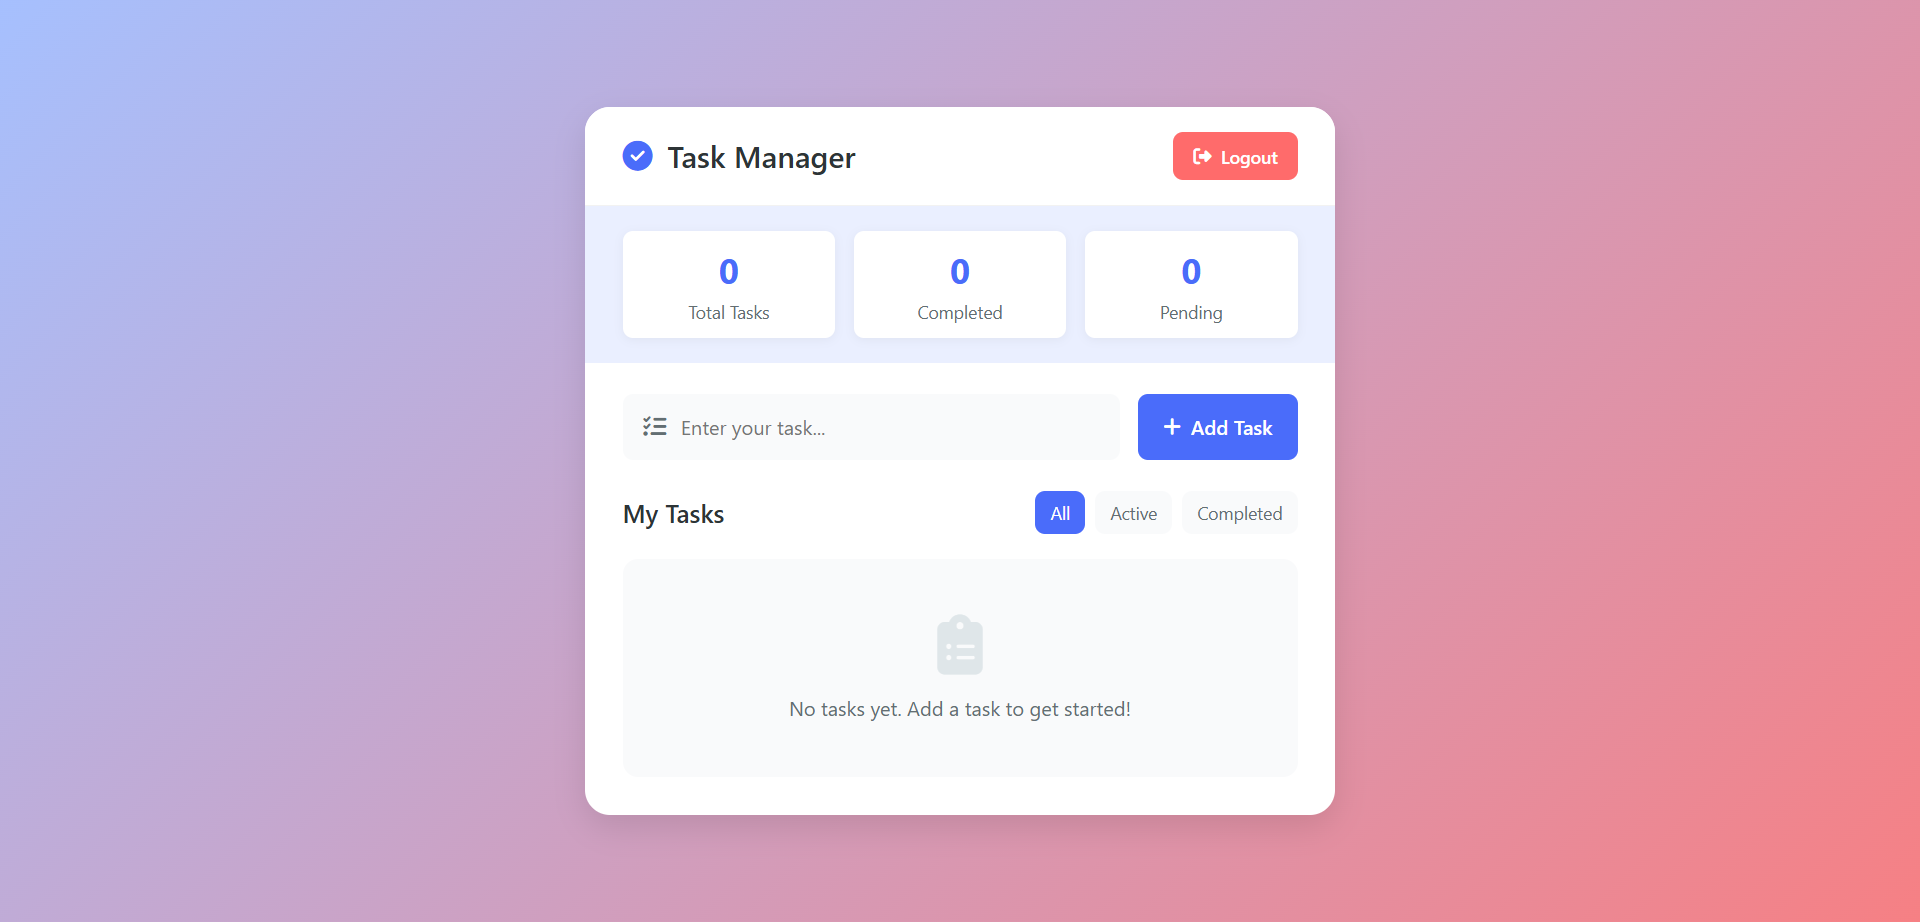 Task Manager
Logout
0
Total Tasks
0
Completed
0
Pending
Enter your task...
Add Task
My Tasks
All
Active
Completed
No tasks yet. Add a task to get started!